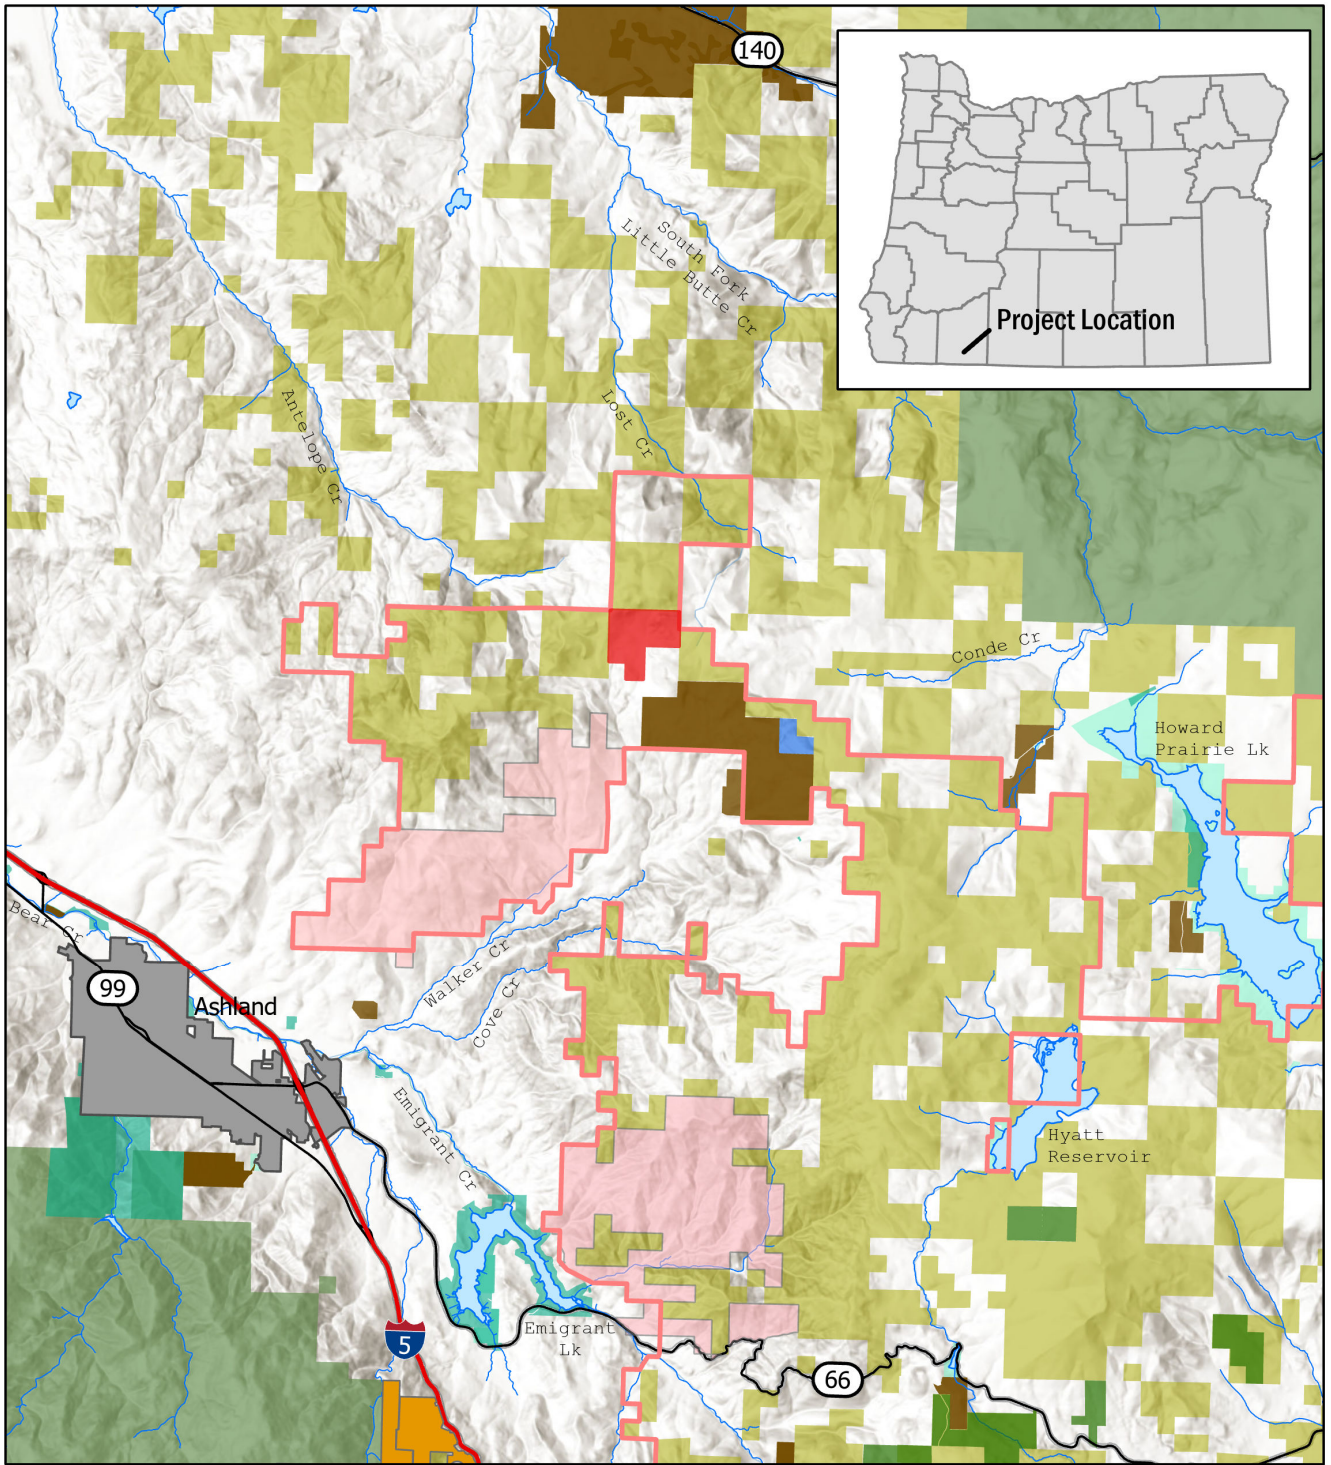 140
Project Location
South Fork
Little Butte Cr
Antelope Cr
Lost Cr
Conde Cr
Howard
Prairie Lk
Bear Cr
99
Ashland
Walker Cr
Cove Cr
Emigrant Cr
Hyatt
Reservoir
Emigrant
Lk
5
66